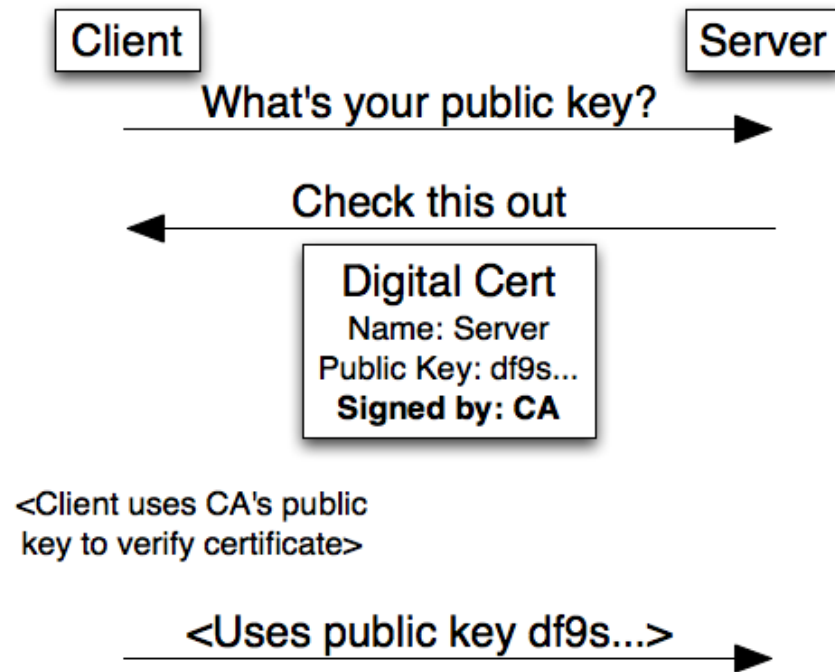 Client
Server
What's your public key?
Check this out
Digital Cert
Name: Server
Public Key: df9s...
Signed by: CA
<Client uses CA's public
key to verify certificate>
<Uses public key df9s...>